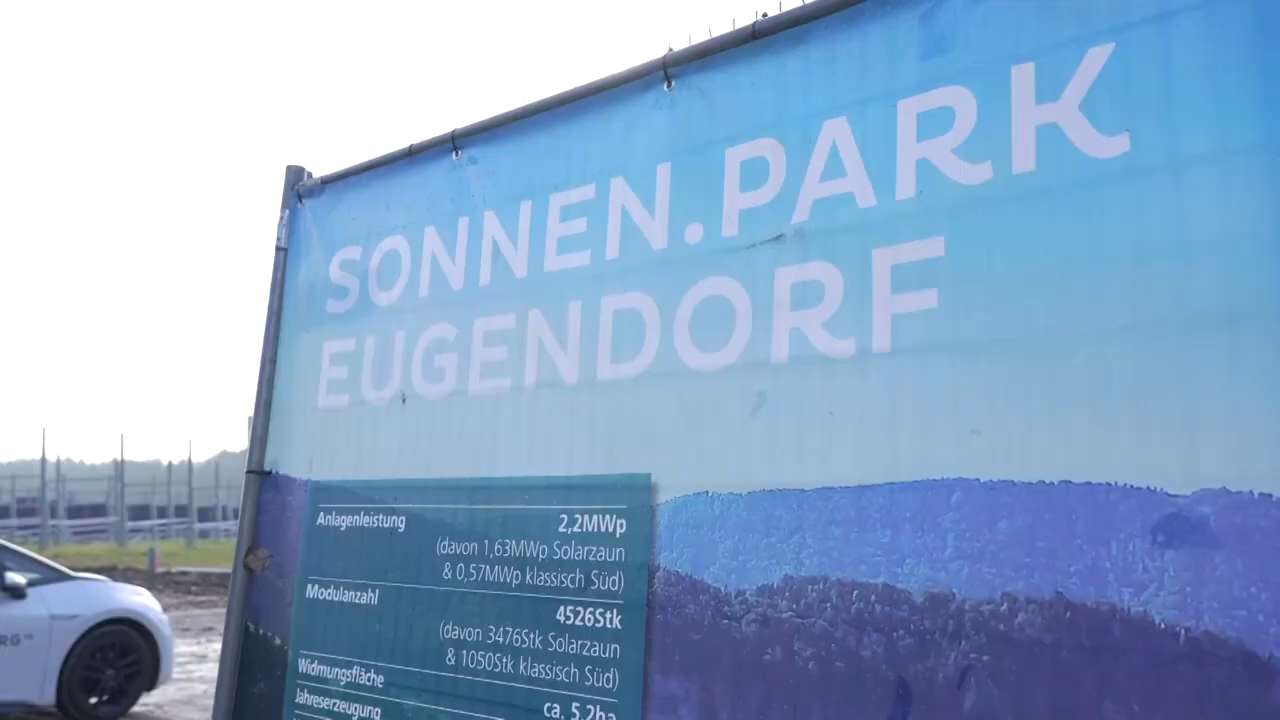 SONNEN.PARK
EUGENDORF
Anlagenleistung 2,2MWp
(davon 1,63MWp Solarzaun
& 0,57MWp klassisch Süd)
Modulanzahl 4526Stk
(davon 3476Stk Solarzaun
& 1050Stk klassisch Süd)
Widmungsfläche ca. 5,2ha
Jahreserzeugung
RG